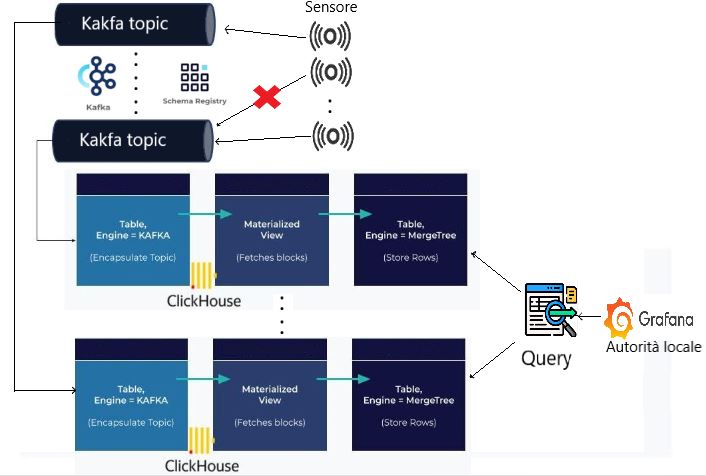 Sensore
Kakfa topic
Kafka
Schema Registry
Kakfa topic
Table,
Engine = KAFKA
(Encapsulate Topic)
Materialized
View
(Fetches blocks)
Table,
Engine = MergeTree
(Store Rows)
ClickHouse
Query
Grafana
Autorità locale
Table,
Engine = KAFKA
(Encapsulate Topic)
Materialized
View
(Fetches blocks)
Table,
Engine = MergeTree
(Store Rows)
ClickHouse